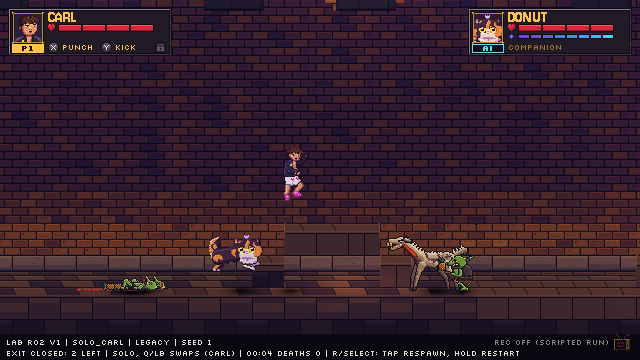 CARL
P1
X PUNCH Y KICK
DONUT
AI
COMPANION
LAB R02 V1 | SOLO_CARL | LEGACY | SEED 1
REC OFF (SCRIPTED RUN)
EXIT CLOSED: 2 LEFT | SOLO, Q/LB SWAPS (CARL) | 00:04 DEATHS 0 | R/SELECT: TAP RESPAWN, HOLD RESTART